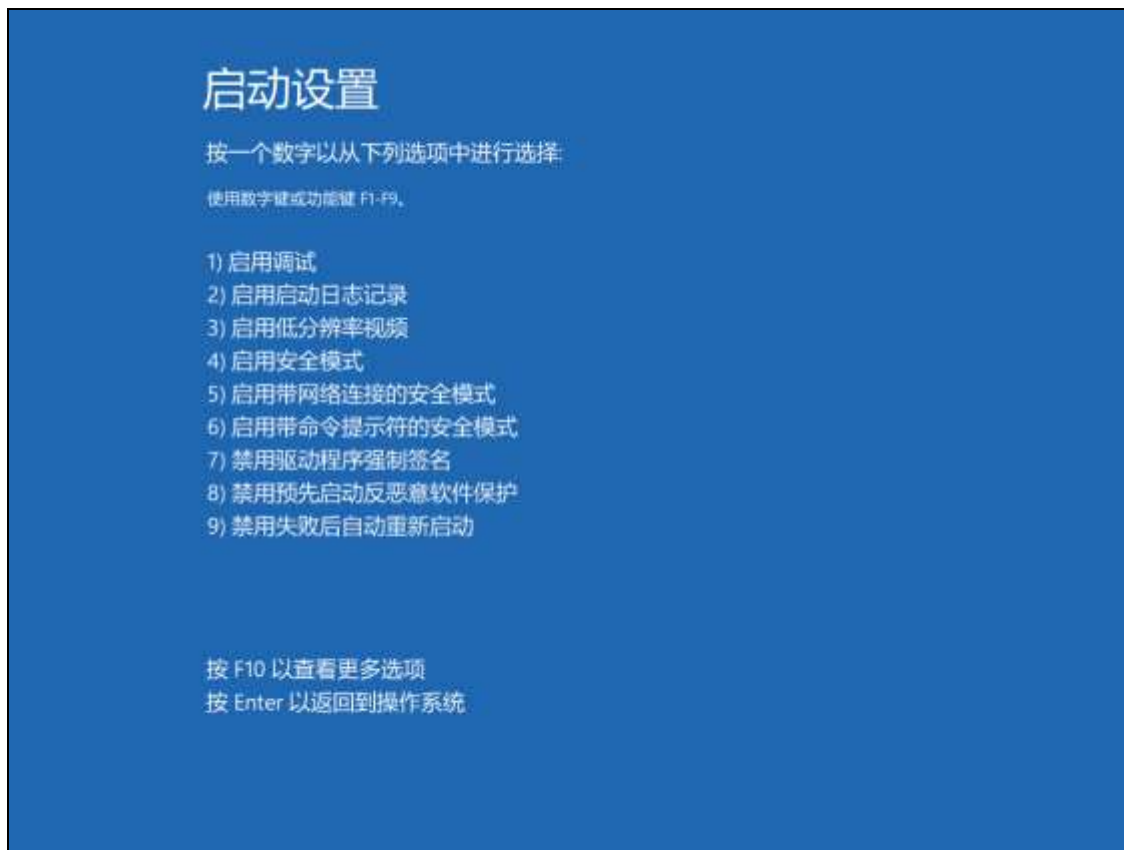 启动设置
按一个数字以从下列选项中进行选择:
使用数字键或功能键 F1-F9。
1) 启用调试
2) 启用启动日志记录
3) 启用低分辨率视频
4) 启用安全模式
5) 启用带网络连接的安全模式
6) 启用带命令提示符的安全模式
7) 禁用驱动程序强制签名
8) 禁用预先启动反恶意软件保护
9) 禁用失败后自动重新启动
按 F10 以查看更多选项
按 Enter 以返回到操作系统